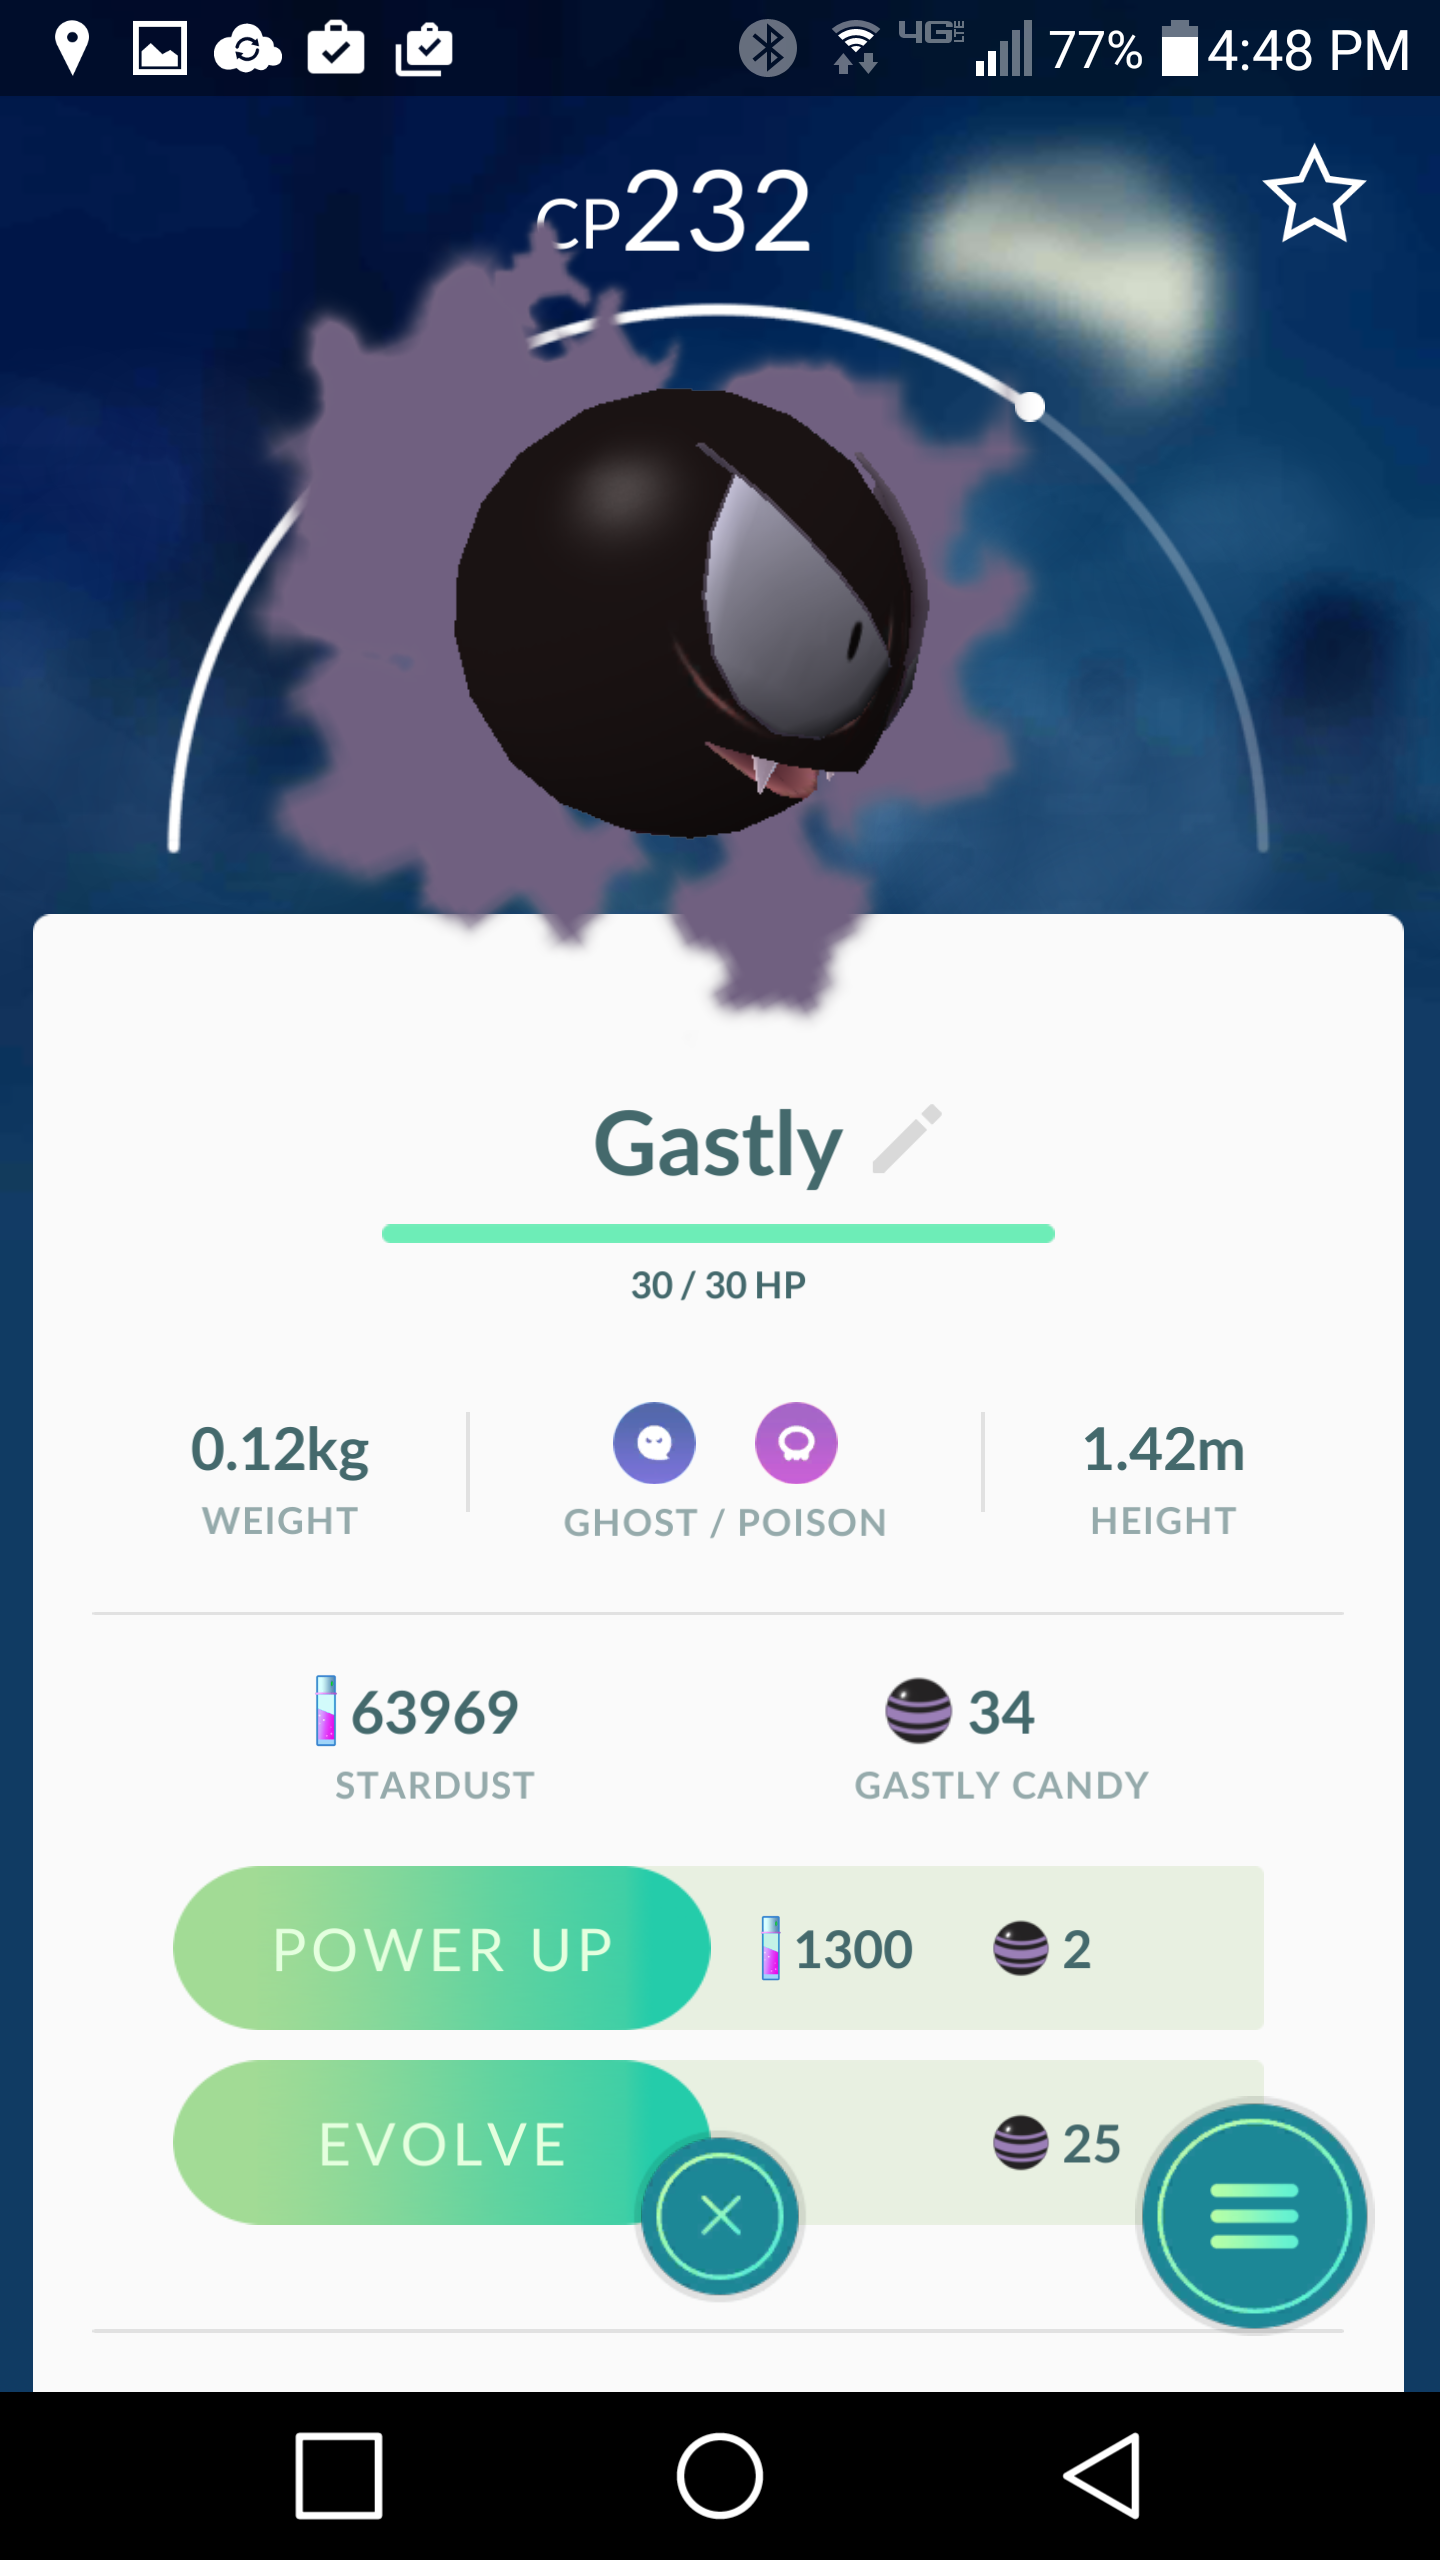 4G LTE 77% 4:48 PM
CP232
Gastly
30 / 30 HP
0.12kg
WEIGHT
GHOST / POISON
1.42m
HEIGHT
63969
STARDUST
34
GASTLY CANDY
POWER UP 1300 2
EVOLVE 25